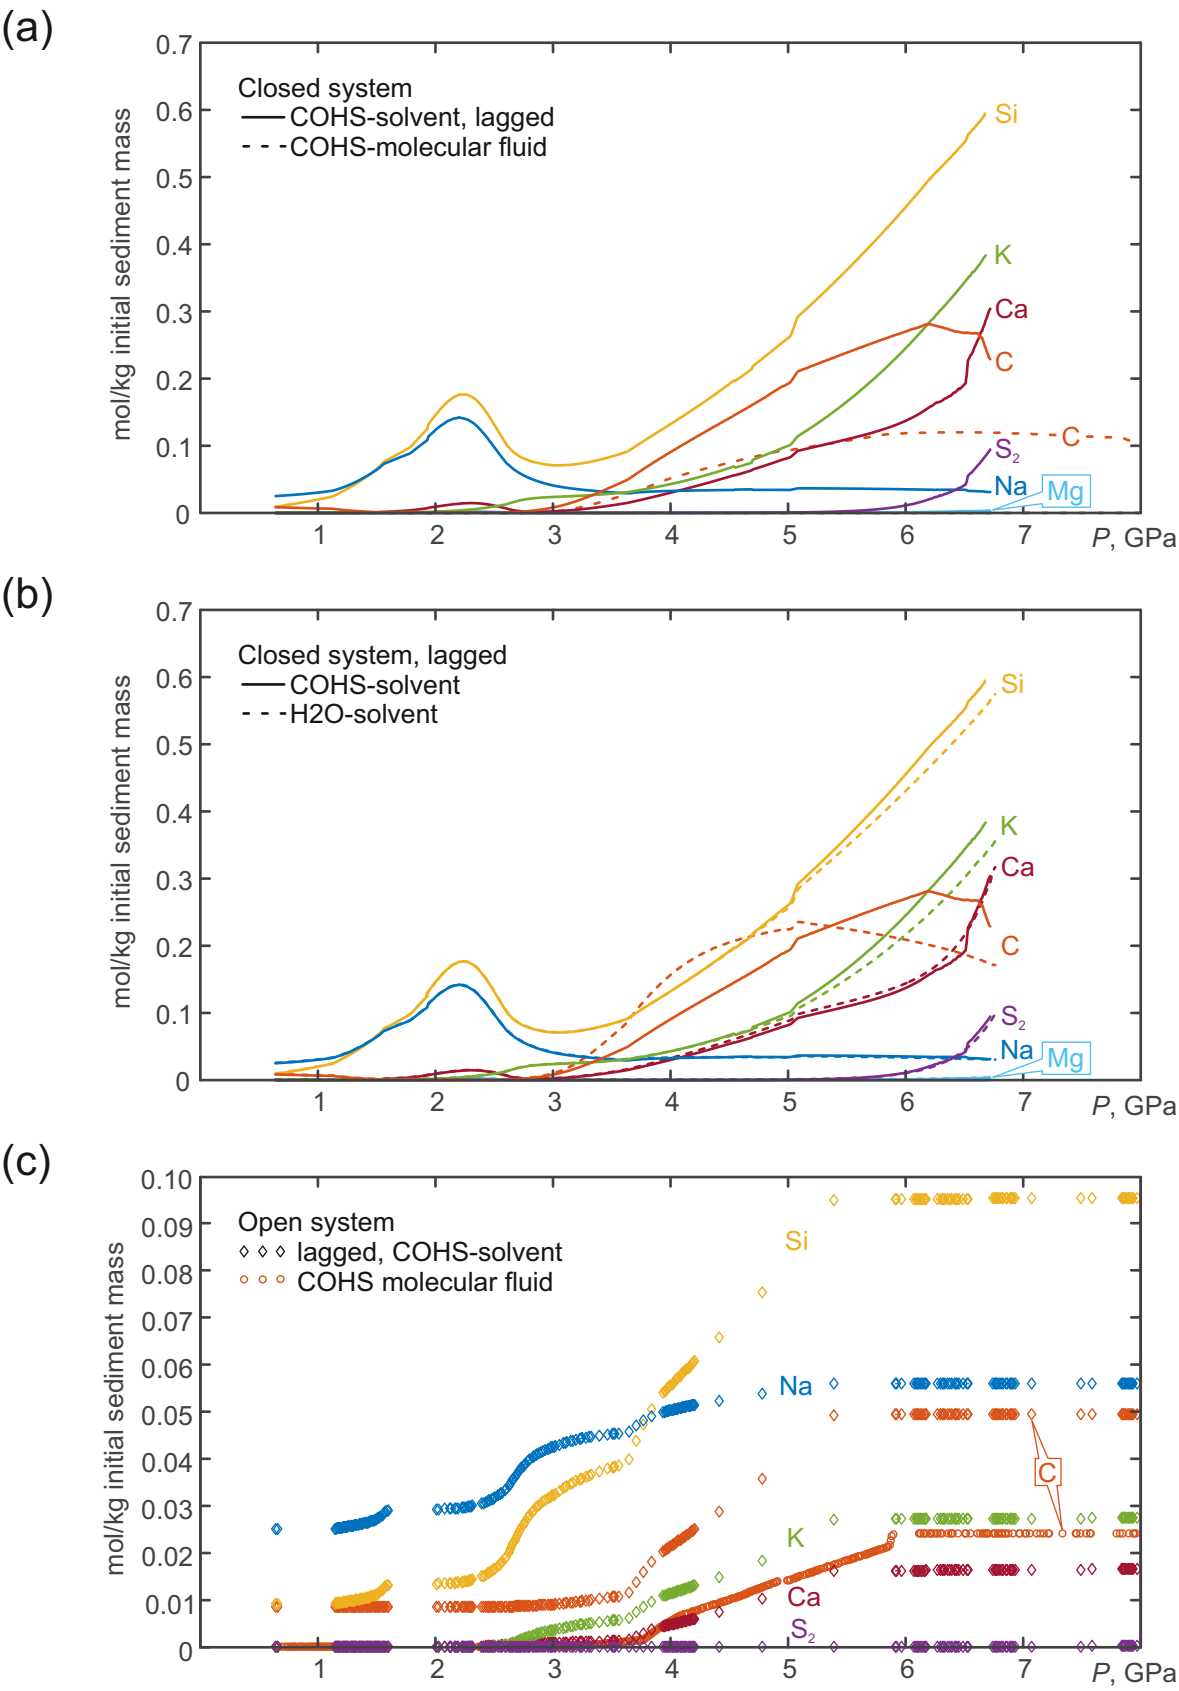 (a)
0.7
0.6
0.5
0.4
0.3
0.2
0.1
0
mol/kg initial sediment mass
Closed system
COHS-solvent, lagged
COHS-molecular fluid
Si
K
Ca
C
C
S2
Na
Mg
1 2 3 4 5 6 7 P, GPa
(b)
0.7
0.6
0.5
0.4
0.3
0.2
0.1
0
mol/kg initial sediment mass
Closed system, lagged
COHS-solvent
H2O-solvent
Si
K
Ca
C
S2
Na
Mg
1 2 3 4 5 6 7 P, GPa
(c)
0.10
0.09
0.08
0.07
0.06
0.05
0.04
0.03
0.02
0.01
0
mol/kg initial sediment mass
Open system
lagged, COHS-solvent
COHS molecular fluid
Si
Na
C
K
Ca
S2
1 2 3 4 5 6 7 P, GPa